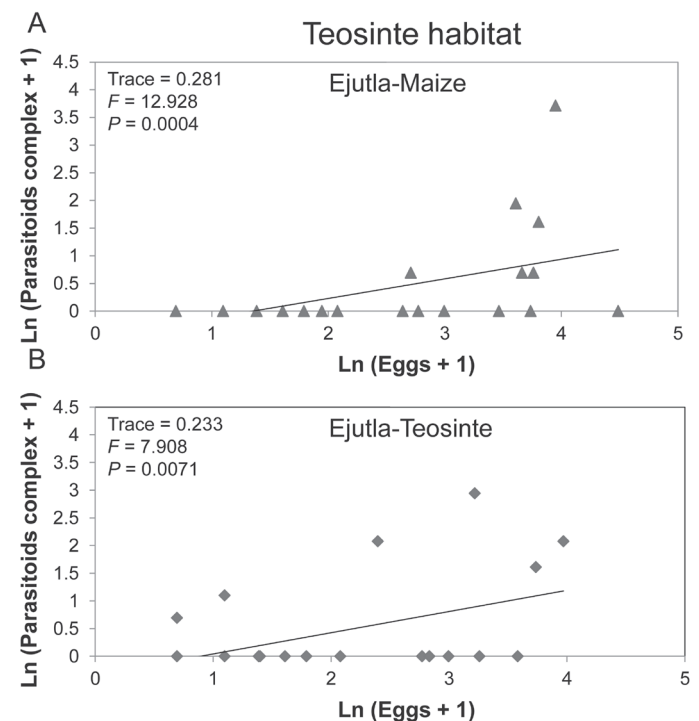 A
Teosinte habitat
Ejutla-Maize
Trace = 0.281
F = 12.928
P = 0.0004
Ln (Parasitoids complex + 1)
4.5
4
3.5
3
2.5
2
1.5
1
0.5
0
0 1 2 3 4 5
Ln (Eggs + 1)
B
Ejutla-Teosinte
Trace = 0.233
F = 7.908
P = 0.0071
Ln (Parasitoids complex + 1)
4.5
4
3.5
3
2.5
2
1.5
1
0.5
0
0 1 2 3 4 5
Ln (Eggs + 1)